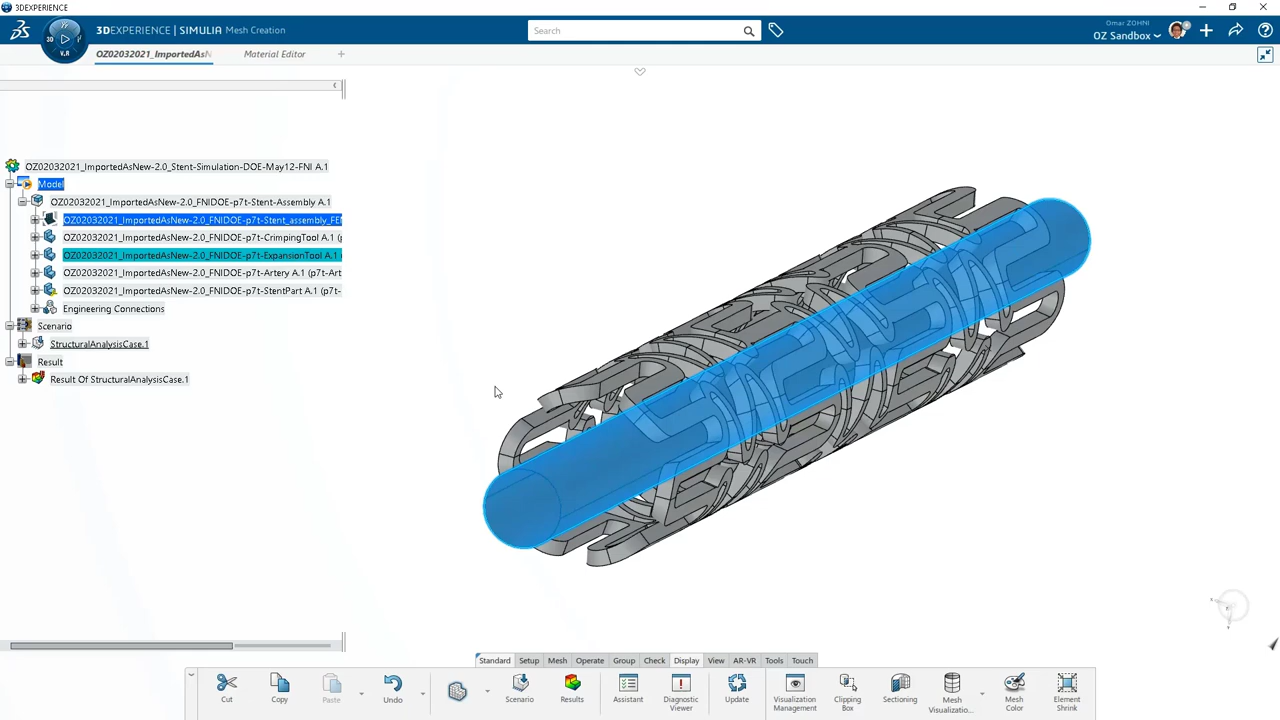 3DEXPERIENCE
3DEXPERIENCE | SIMULIA Mesh Creation
3D
V.R
Search
Omar ZOHNI
OZ Sandbox
OZ02032021_ImportedAsN
Material Editor
OZ02032021_ImportedAsNew-2.0_Stent-Simulation-DOE-May12-FNI A.1
Model
OZ02032021_ImportedAsNew-2.0_FNIDOE-p7t-Stent-Assembly A.1
OZ02032021_ImportedAsNew-2.0_FNIDOE-p7t-Stent_assembly_FE
OZ02032021_ImportedAsNew-2.0_FNIDOE-p7t-CrimpingTool A.1 (p
OZ02032021_ImportedAsNew-2.0_FNIDOE-p7t-ExpansionTool A.1
OZ02032021_ImportedAsNew-2.0_FNIDOE-p7t-Artery A.1 (p7t-Art
OZ02032021_ImportedAsNew-2.0_FNIDOE-p7t-StentPart A.1 (p7t-
Engineering Connections
Scenario
StructuralAnalysisCase.1
Result
Result Of StructuralAnalysisCase.1
Standard Setup Mesh Operate Group Check Display View AR-VR Tools Touch
Cut Copy Paste Undo Scenario Results Assistant Diagnostic Viewer Update Visualization Management Clipping Box Sectioning Mesh Visualizatio... Mesh Color Element Shrink